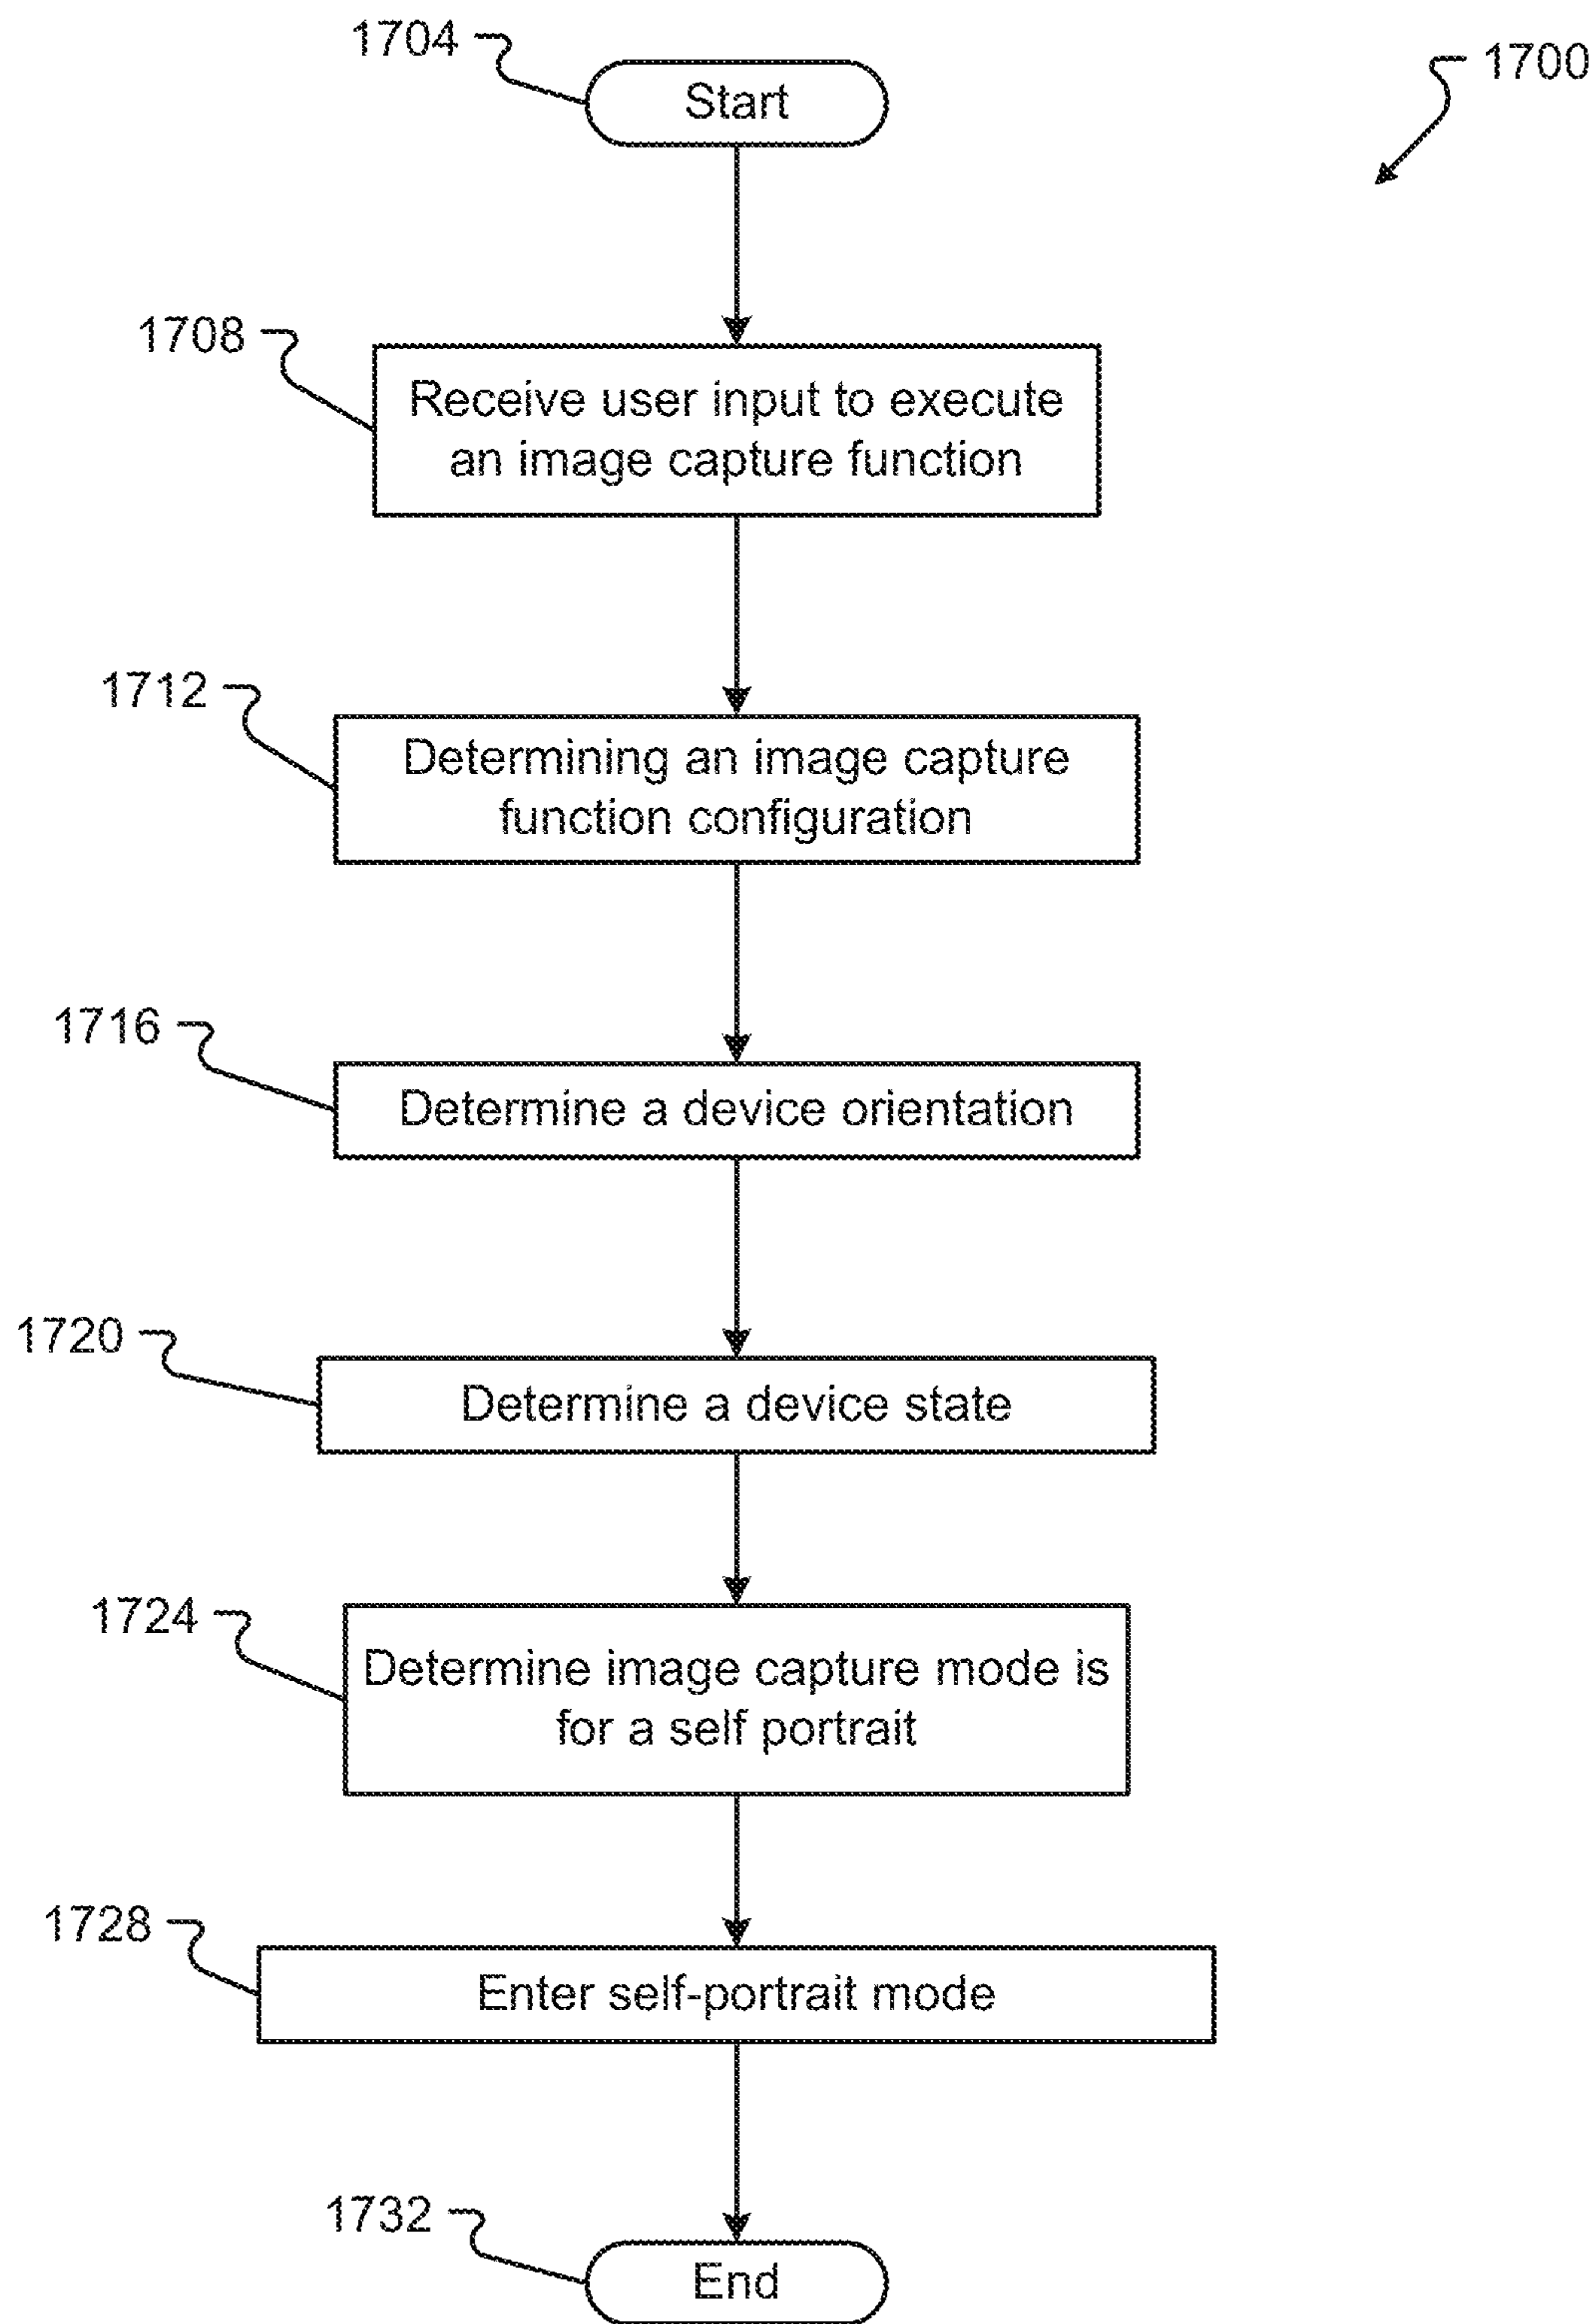 1704
Start
1700
1708
Receive user input to execute
an image capture function
1712
Determining an image capture
function configuration
1716
Determine a device orientation
1720
Determine a device state
1724
Determine image capture mode is
for a self portrait
1728
Enter self-portrait mode
1732
End